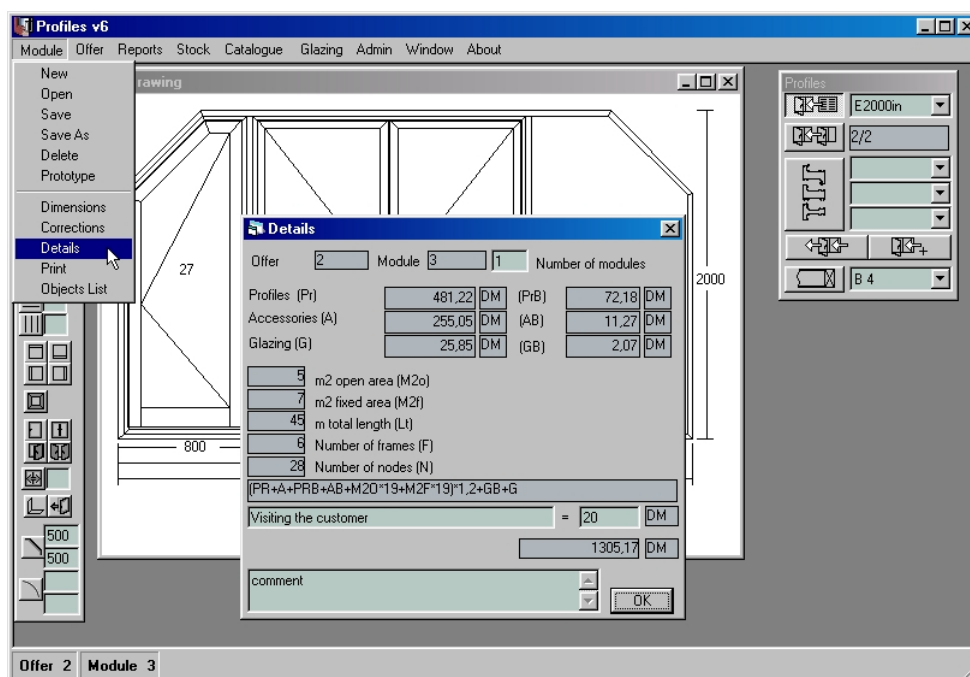 Profiles v6
Module Offer Reports Stock Catalogue Glazing Admin Window About
New
Open
Save
Save As
Delete
Prototype
Dimensions
Corrections
Details
Print
Objects List
rawing
27
800
2000
500
500
Profiles
E2000in
2/2
B 4
Details
Offer 2 Module 3 1 Number of modules
Profiles (Pr) 481,22 DM (PrB) 72,18 DM
Accessories (A) 255,05 DM (AB) 11,27 DM
Glazing (G) 25,85 DM (GB) 2,07 DM
5 m2 open area (M2o)
7 m2 fixed area (M2f)
45 m total length (Lt)
6 Number of frames (F)
28 Number of nodes (N)
(PR+A+PRB+AB+M2O*19+M2F*19)*1,2+GB+G
Visiting the customer = 20 DM
1305,17 DM
comment
OK
Offer 2 Module 3